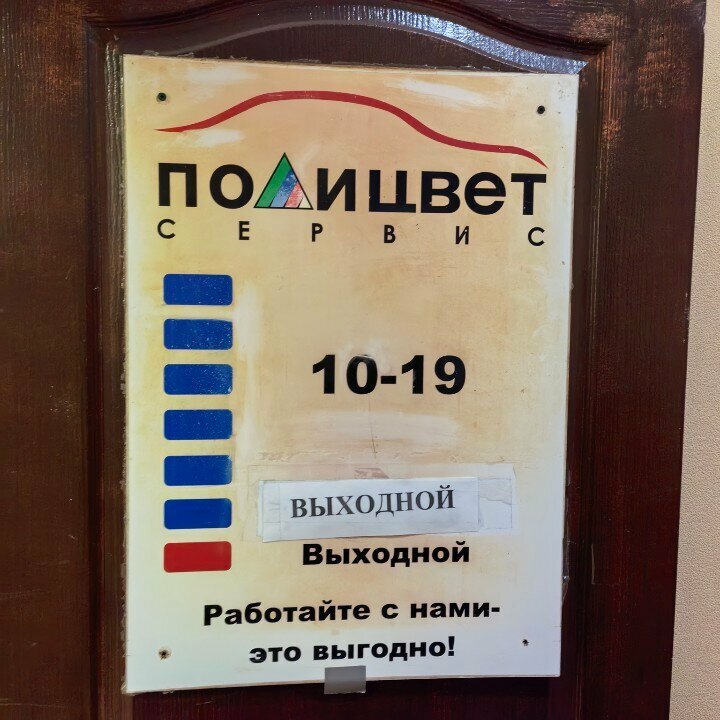 ПОЛИЦВЕТ
СЕРВИС
10-19
ВЫХОДНОЙ
Выходной
Работайте с нами-
это выгодно!